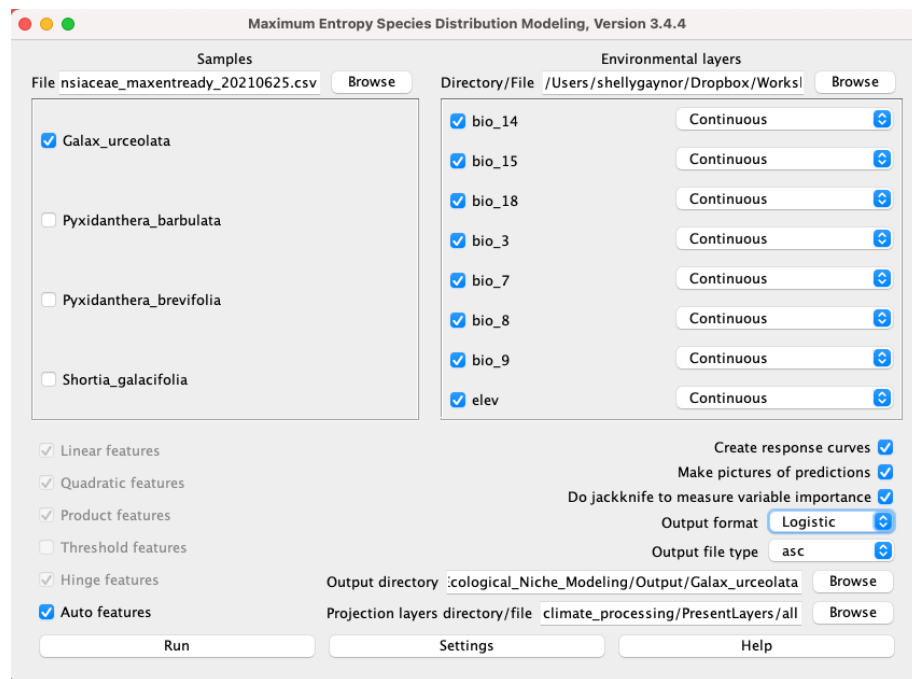 Maximum Entropy Species Distribution Modeling, Version 3.4.4
Samples
File nsiaceae_maxentready_20210625.csv Browse
Galax_urceolata
Pyxidanthera_barbulata
Pyxidanthera_brevifolia
Shortia_galacifolia
Environmental layers
Directory/File /Users/shellygaynor/Dropbox/Worksl Browse
bio_14 Continuous
bio_15 Continuous
bio_18 Continuous
bio_3 Continuous
bio_7 Continuous
bio_8 Continuous
bio_9 Continuous
elev Continuous
Linear features
Quadratic features
Product features
Threshold features
Hinge features
Auto features
Create response curves
Make pictures of predictions
Do jackknife to measure variable importance
Output format Logistic
Output file type asc
Output directory :cological_Niche_Modeling/Output/Galax_urceolata Browse
Projection layers directory/file climate_processing/PresentLayers/all Browse
Run Settings Help